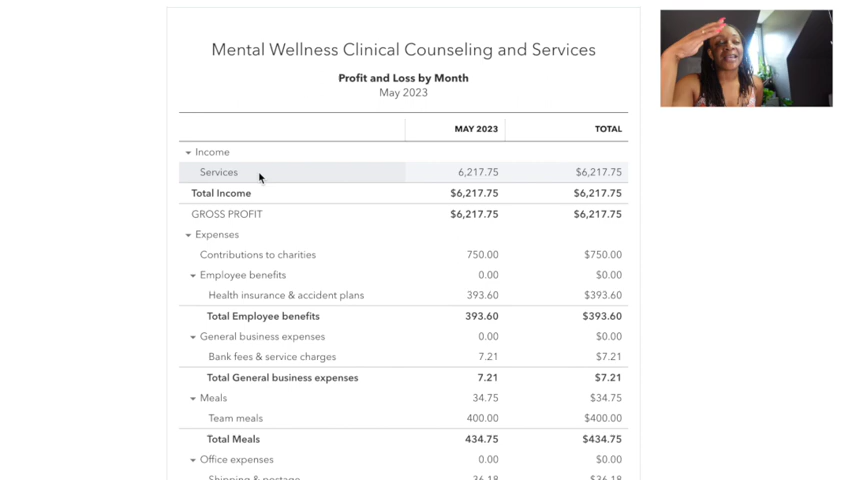 Mental Wellness Clinical Counseling and Services
Profit and Loss by Month
May 2023
MAY 2023 TOTAL
Income
Services 6,217.75 $6,217.75
Total Income $6,217.75 $6,217.75
GROSS PROFIT $6,217.75 $6,217.75
Expenses
Contributions to charities 750.00 $750.00
Employee benefits 0.00 $0.00
Health insurance & accident plans 393.60 $393.60
Total Employee benefits 393.60 $393.60
General business expenses 0.00 $0.00
Bank fees & service charges 7.21 $7.21
Total General business expenses 7.21 $7.21
Meals 34.75 $34.75
Team meals 400.00 $400.00
Total Meals 434.75 $434.75
Office expenses 0.00 $0.00
Shipping & postage 36.18 $36.18